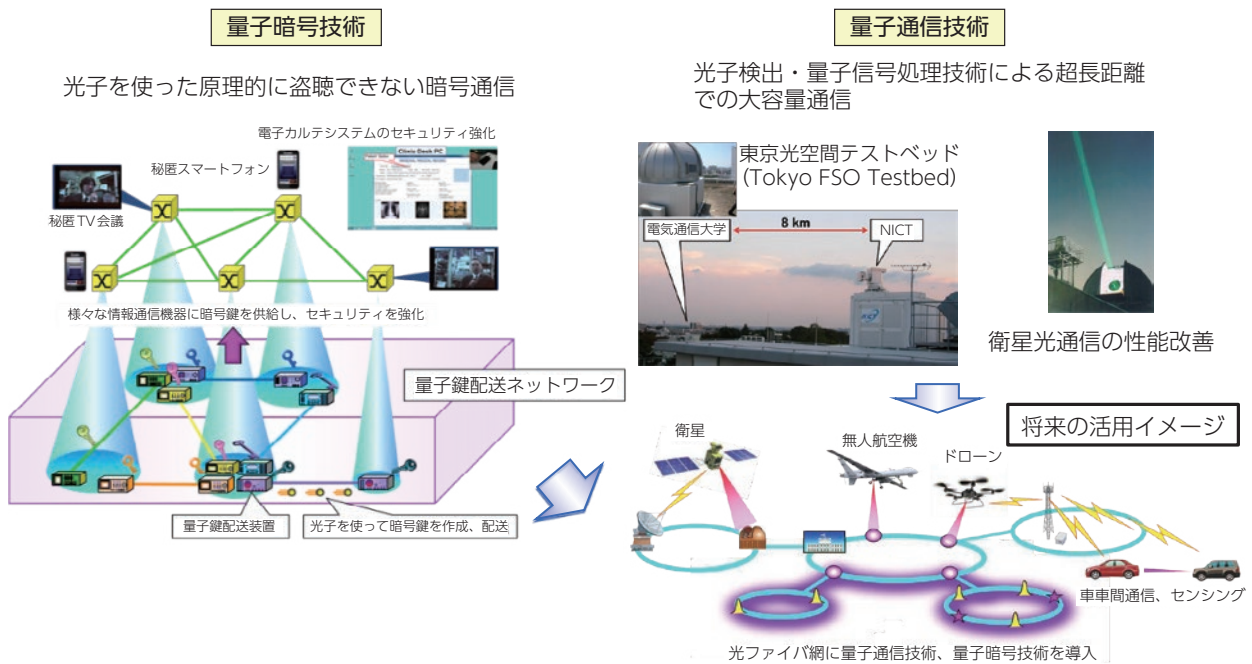 量子暗号技術
光子を使った原理的に盗聴できない暗号通信
電子カルテシステムのセキュリティ強化
秘匿スマートフォン
Clinic Desk PC
秘匿TV会議
様々な情報通信機器に暗号鍵を供給し、セキュリティを強化
量子鍵配送ネットワーク
量子鍵配送装置
光子を使って暗号鍵を作成、配送
量子通信技術
光子検出・量子信号処理技術による超長距離
での大容量通信
東京光空間テストベッド
(Tokyo FSO Testbed)
電気通信大学
8 km
NICT
衛星光通信の性能改善
将来の活用イメージ
衛星
無人航空機
ドローン
車車間通信、センシング
光ファイバ網に量子通信技術、量子暗号技術を導入